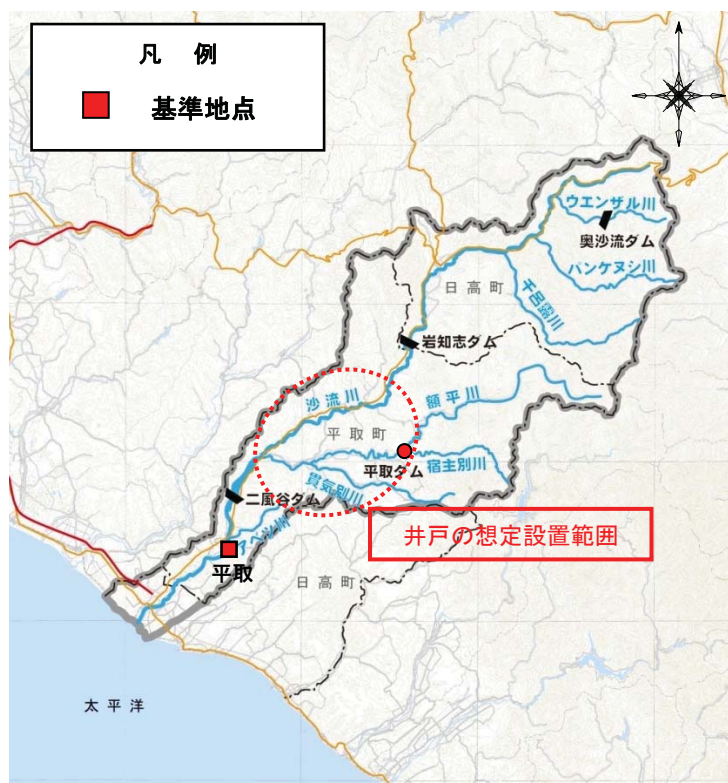 凡 例
基準地点
ウエンザル川
奥沙流ダム
パンケヌシ川
日高町
千呂露川
岩知志ダム
沙流川
額平川
平取町
平取ダム
宿主別川
貫気別川
二風谷ダム
アベツ川
井戸の想定設置範囲
平取
日高町
太平洋